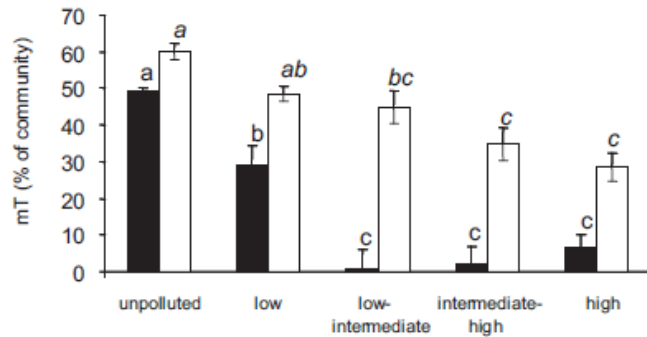 mT (% of community)
70
60
50
40
30
20
10
0
a
a
b
ab
c
bc
c
c
c
c
unpolluted
low
low-
intermediate
intermediate-
high
high